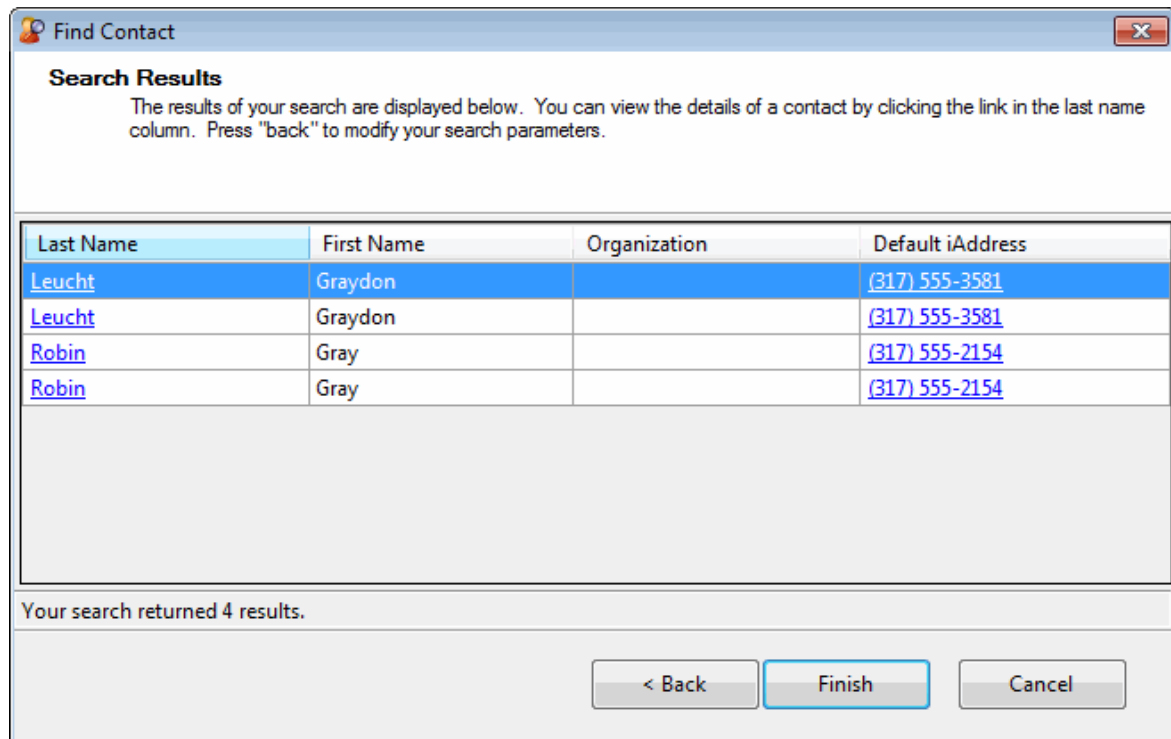 Find Contact
Search Results
The results of your search are displayed below.  You can view the details of a contact by clicking the link in the last name
column.  Press "back" to modify your search parameters.
Last Name First Name Organization Default iAddress
Leucht Graydon (317) 555-3581
Leucht Graydon (317) 555-3581
Robin Gray (317) 555-2154
Robin Gray (317) 555-2154
Your search returned 4 results.
< Back Finish Cancel